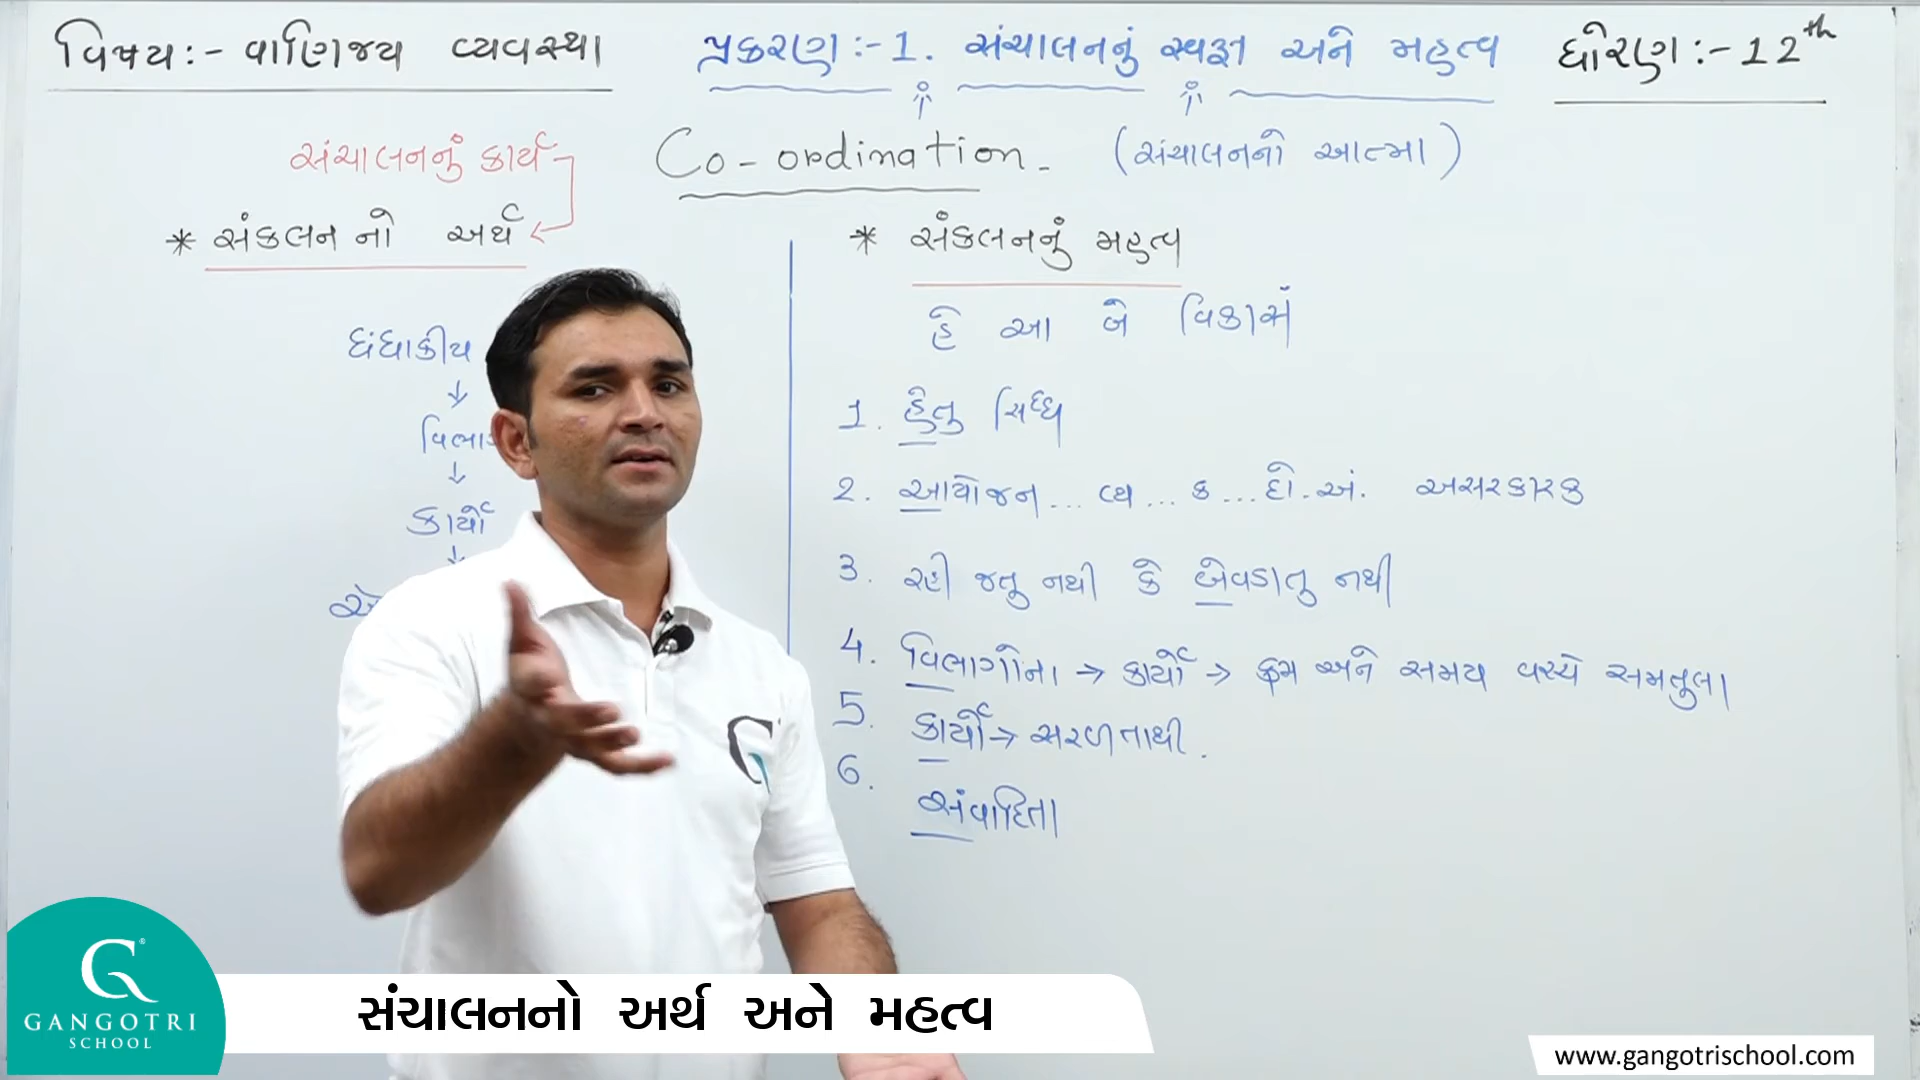 વિષય :- વાણિજ્ય વ્યવસ્થા
પ્રકરણ :- 1. સંચાલનનું સ્વરૂપ અને મહત્વ
ધોરણ :- 12th
સંચાલનનું કાર્ય
Co-ordination.
(સંચાલનનો આત્મા)
* સંકલન નો અર્થ
ધંધાકીય
↓
વિભાગ
↓
કાર્યો
↓
* સંકલનનું મહત્વ
હે આ બે વિકાસં
1. હેતુ સિધ્ધિ
2. આયોજન... વ્ય... ક... દો.અં. અસરકારક
3. રહી જતુ નથી કે બેવડાતુ નથી
4. વિભાગોના → કાર્યો → ક્રમ અને સમય વચ્ચે સમતુલા
5. કાર્યો → સરળતાથી.
6. સંવાદિતા
G
GANGOTRI
SCHOOL
સંચાલનનો અર્થ અને મહત્વ
www.gangotrischool.com